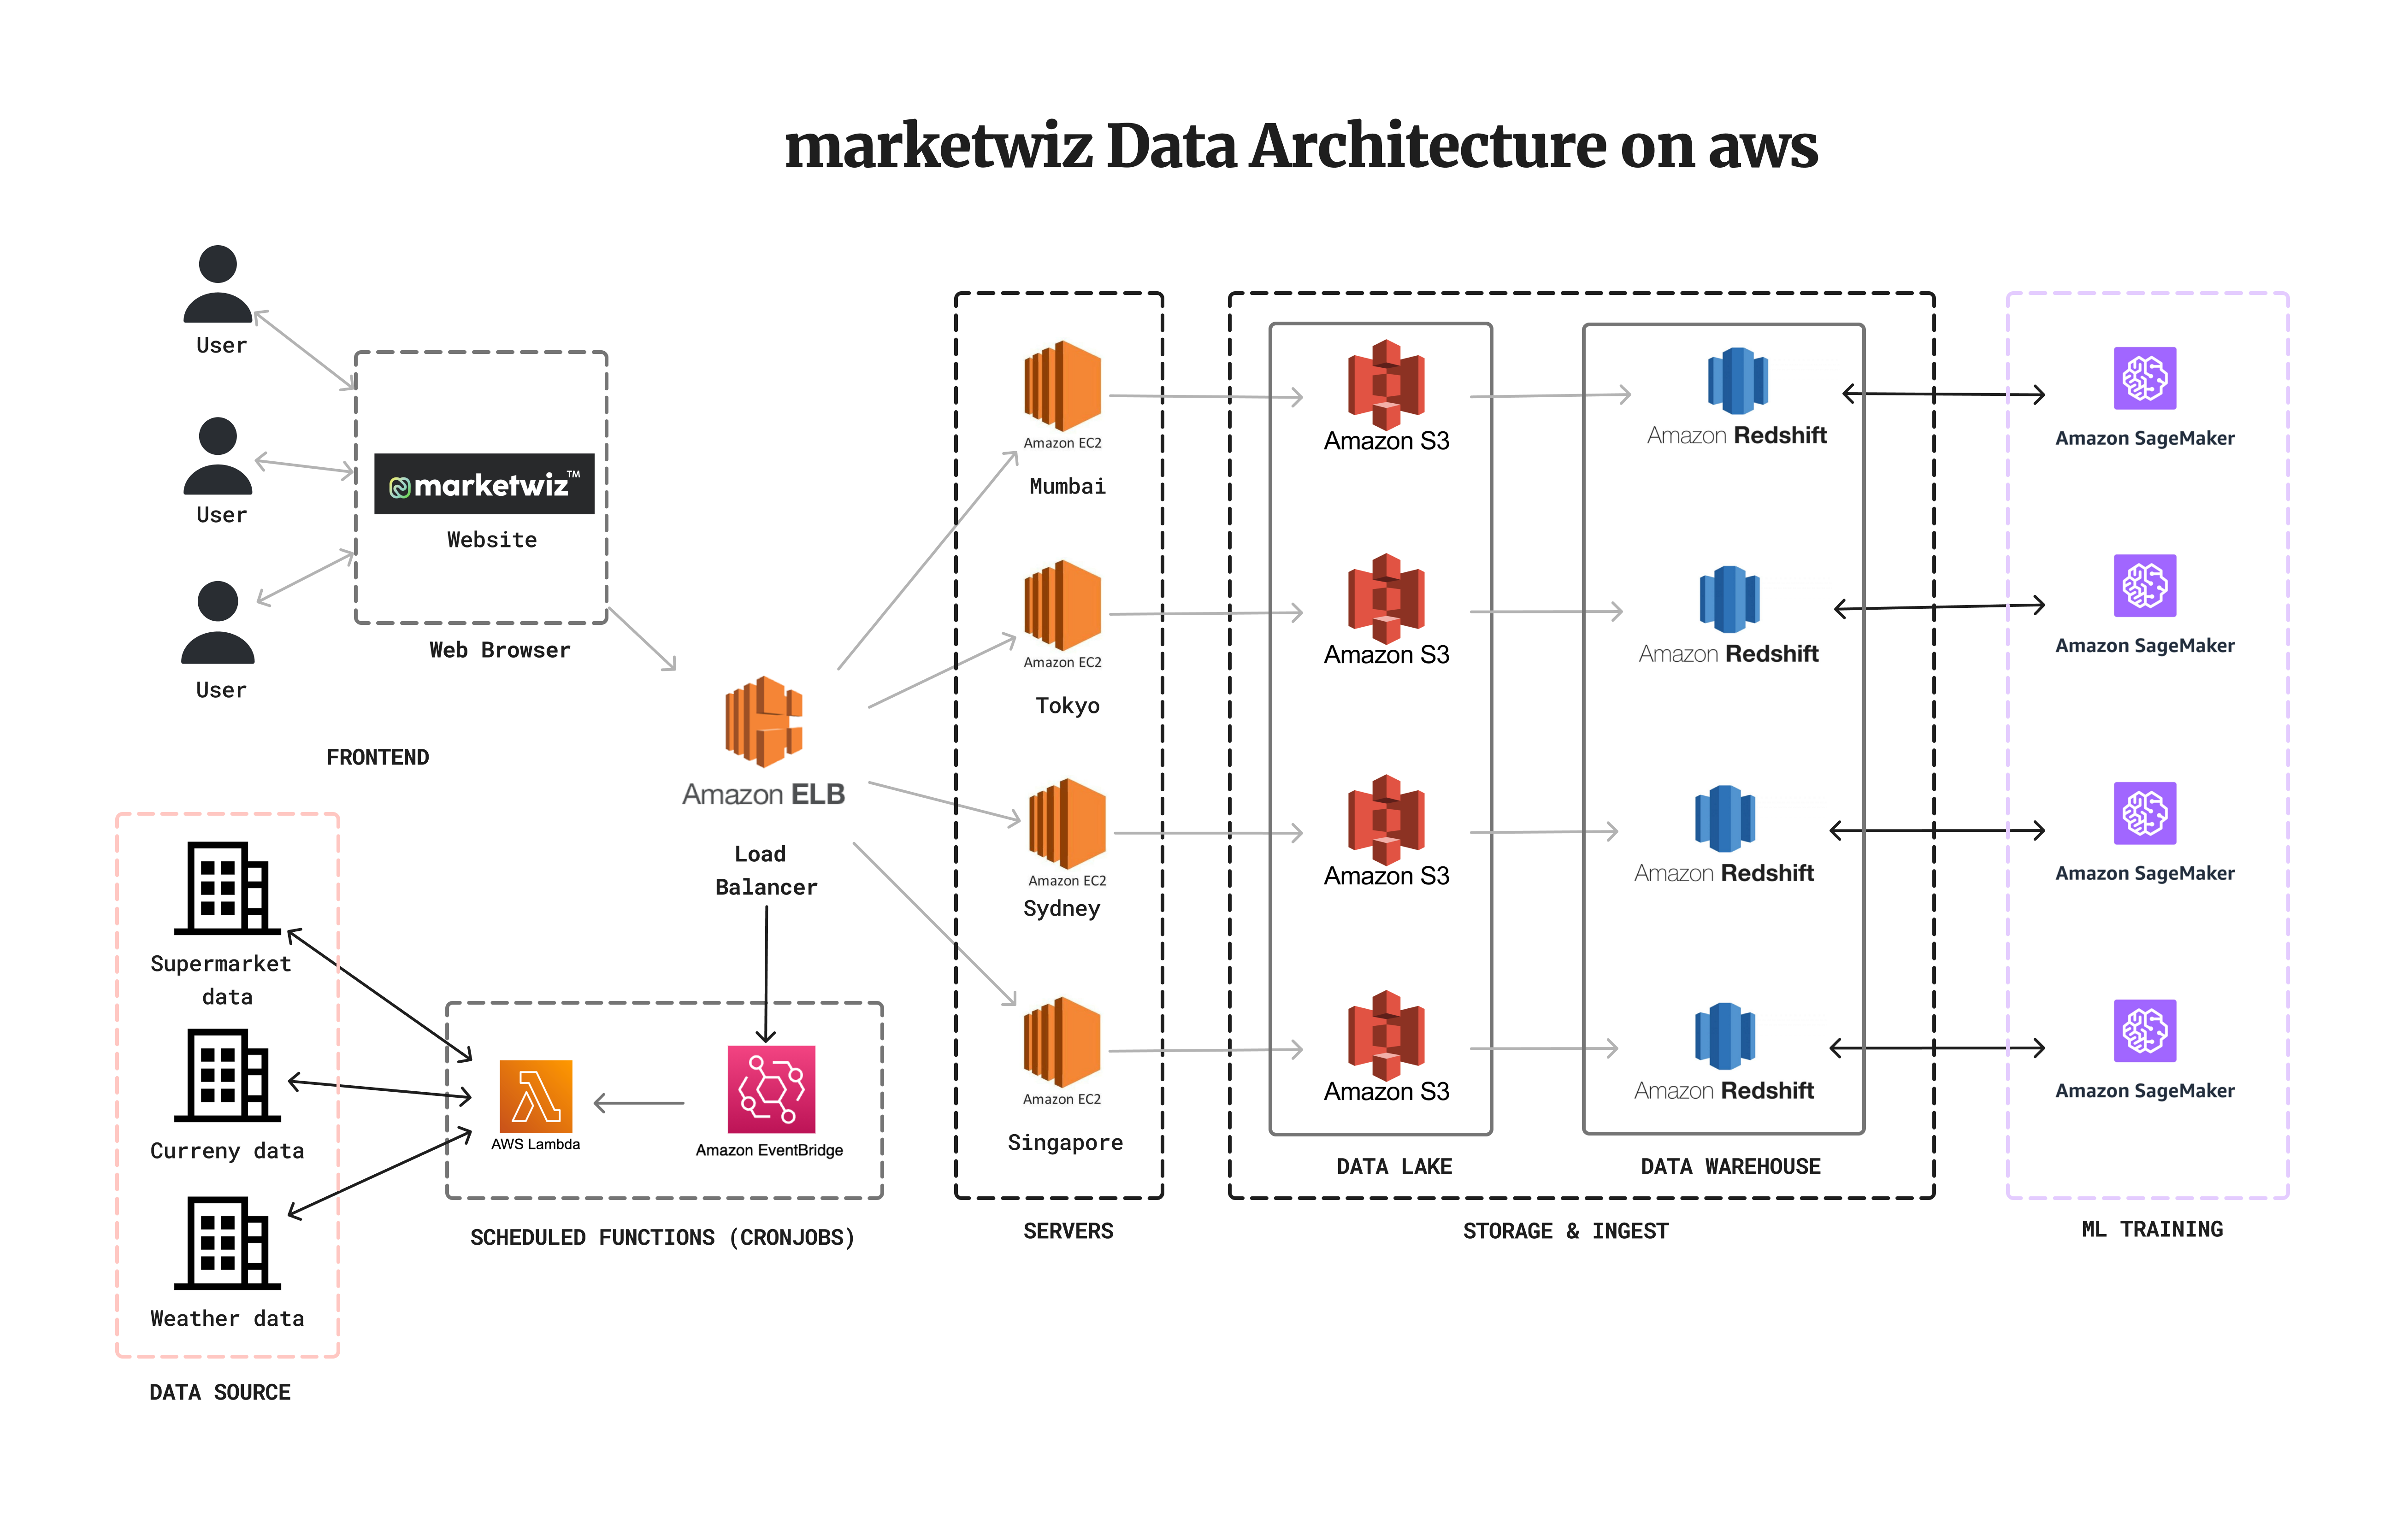 marketwiz Data Architecture on aws
User
User
User
marketwiz™
Website
Web Browser
FRONTEND
Amazon ELB
Load
Balancer
Supermarket
data
Curreny data
Weather data
DATA SOURCE
AWS Lambda
Amazon EventBridge
SCHEDULED FUNCTIONS (CRONJOBS)
Amazon EC2
Mumbai
Amazon EC2
Tokyo
Amazon EC2
Sydney
Amazon EC2
Singapore
SERVERS
Amazon S3
Amazon S3
Amazon S3
Amazon S3
DATA LAKE
Amazon Redshift
Amazon Redshift
Amazon Redshift
Amazon Redshift
DATA WAREHOUSE
STORAGE & INGEST
Amazon SageMaker
Amazon SageMaker
Amazon SageMaker
Amazon SageMaker
ML TRAINING